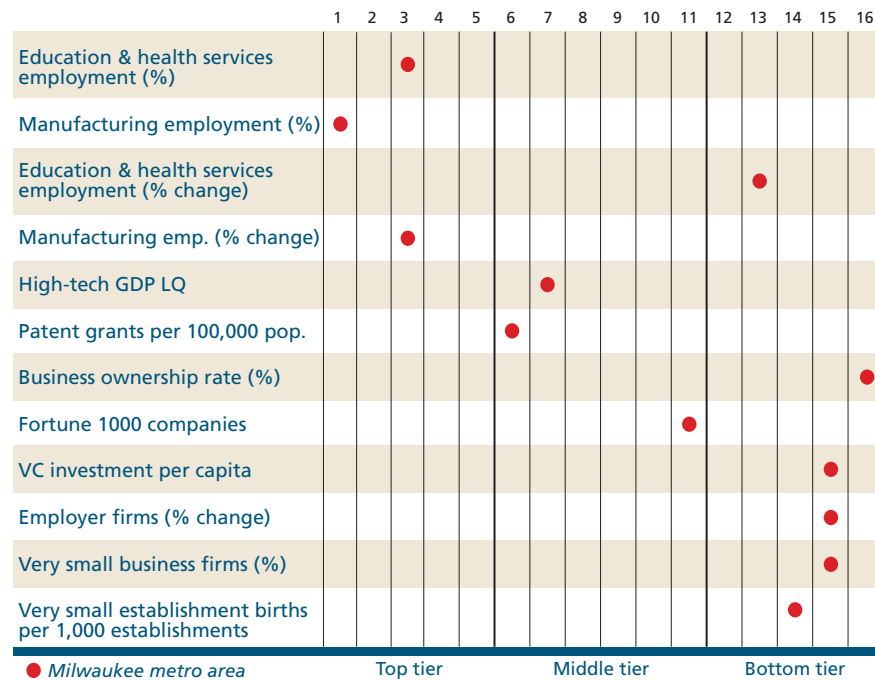 1 2 3 4 5 6 7 8 9 10 11 12 13 14 15 16
Education & health services
employment (%)
Manufacturing employment (%)
Education & health services
employment (% change)
Manufacturing emp. (% change)
High-tech GDP LQ
Patent grants per 100,000 pop.
Business ownership rate (%)
Fortune 1000 companies
VC investment per capita
Employer firms (% change)
Very small business firms (%)
Very small establishment births
per 1,000 establishments
Milwaukee metro area Top tier Middle tier Bottom tier